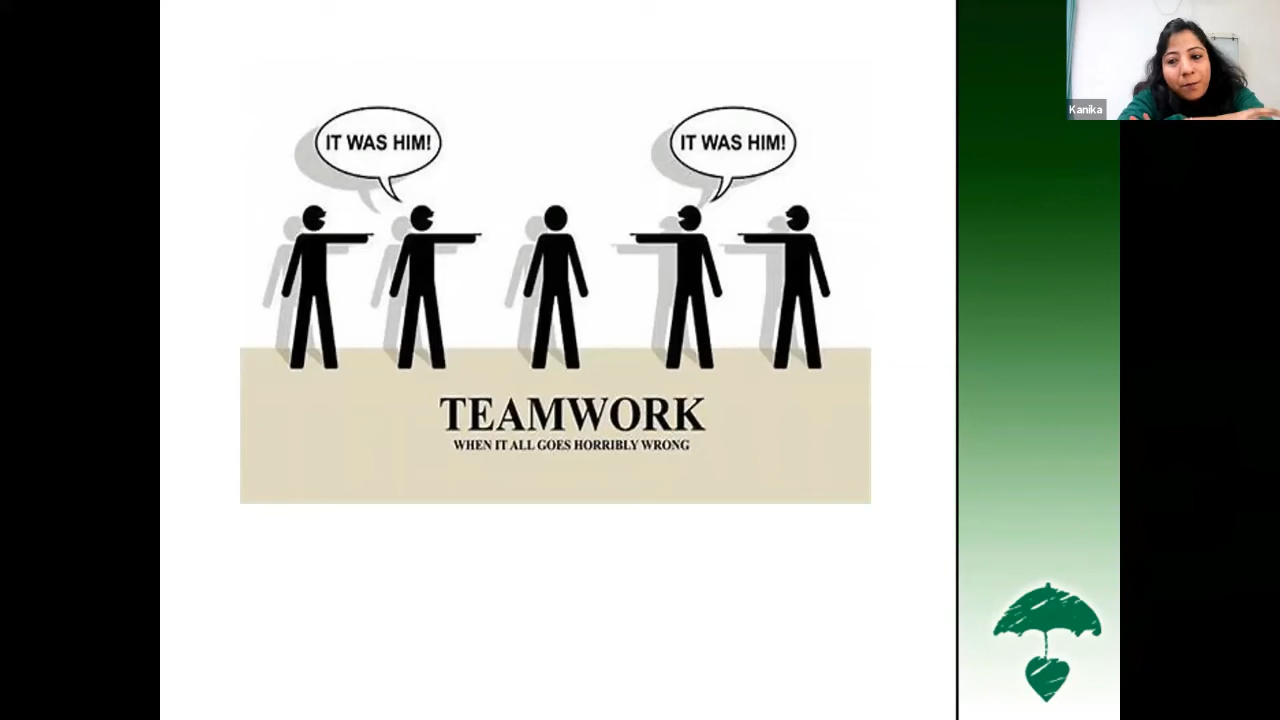 IT WAS HIM!
IT WAS HIM!
Kanika
TEAMWORK
WHEN IT ALL GOES HORRIBLY WRONG